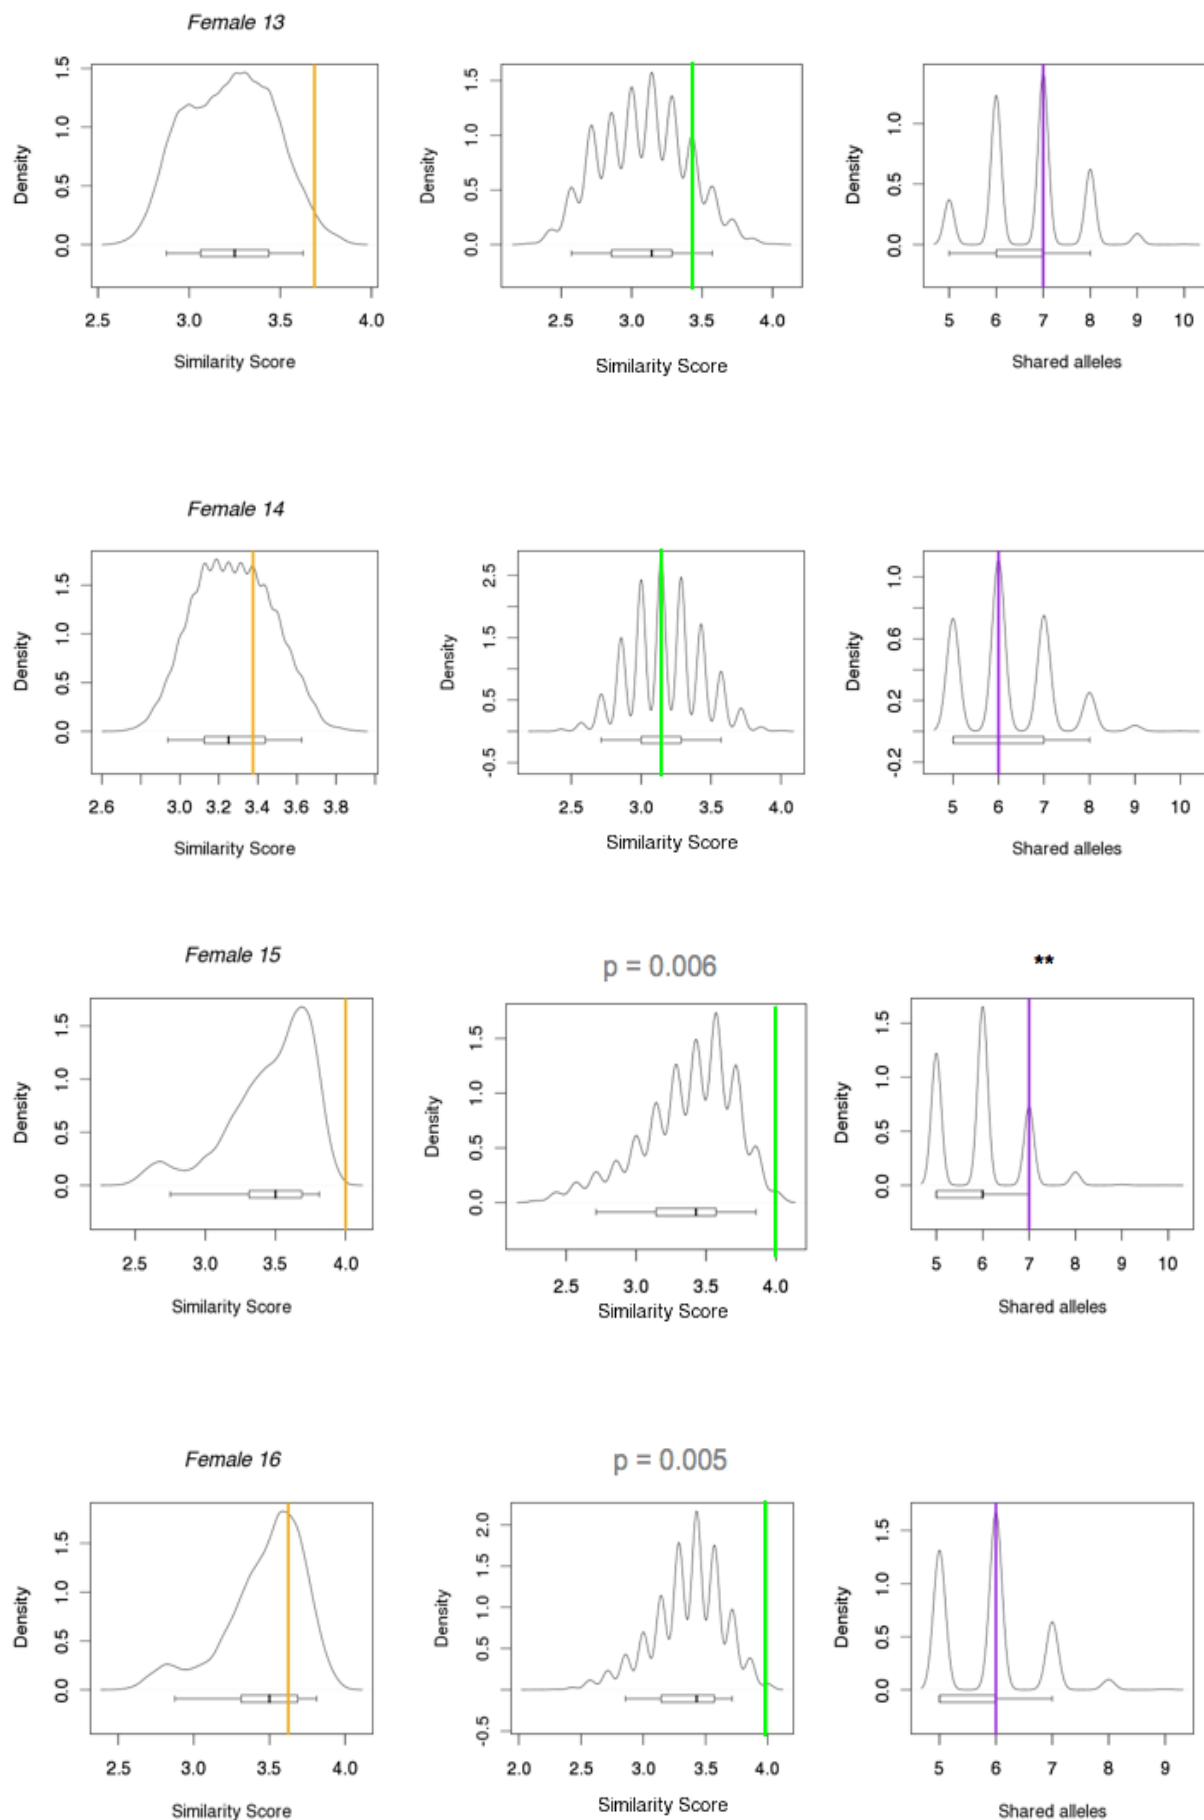 Female 13
Density
0.0 0.5 1.0 1.5
2.5 3.0 3.5 4.0
Similarity Score
Density
0.0 0.5 1.0 1.5
2.5 3.0 3.5 4.0
Similarity Score
Density
0.0 0.5 1.0
5 6 7 8 9 10
Shared alleles
Female 14
Density
0.0 0.5 1.0 1.5
2.6 3.0 3.2 3.4 3.6 3.8
Similarity Score
Density
-0.5 0.5 1.5 2.5
2.5 3.0 3.5 4.0
Similarity Score
Density
-0.2 0.2 0.6 1.0
5 6 7 8 9 10
Shared alleles
Female 15
Density
0.0 0.5 1.0 1.5
2.5 3.0 3.5 4.0
Similarity Score
p = 0.006
Density
0.0 0.5 1.0 1.5
2.5 3.0 3.5 4.0
Similarity Score
**
Density
0.0 0.5 1.0 1.5
5 6 7 8 9 10
Shared alleles
Female 16
Density
0.0 0.5 1.0 1.5
2.5 3.0 3.5 4.0
Similarity Score
p = 0.005
Density
-0.5 0.0 0.5 1.0 1.5 2.0
2.0 2.5 3.0 3.5 4.0
Similarity Score
Density
0.0 0.5 1.0 1.5
5 6 7 8 9
Shared alleles